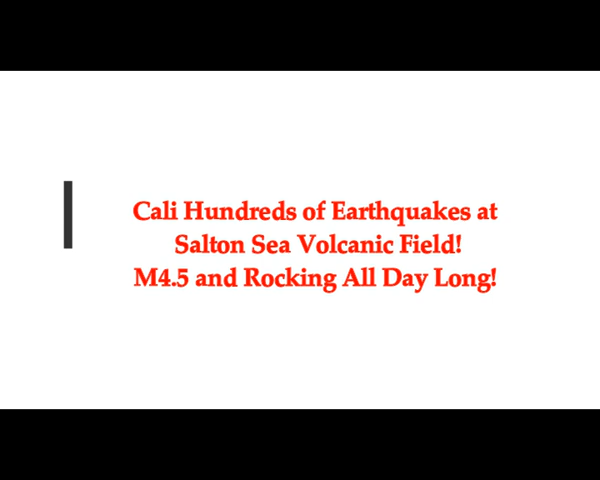 Cali Hundreds of Earthquakes at
Salton Sea Volcanic Field!
M4.5 and Rocking All Day Long!